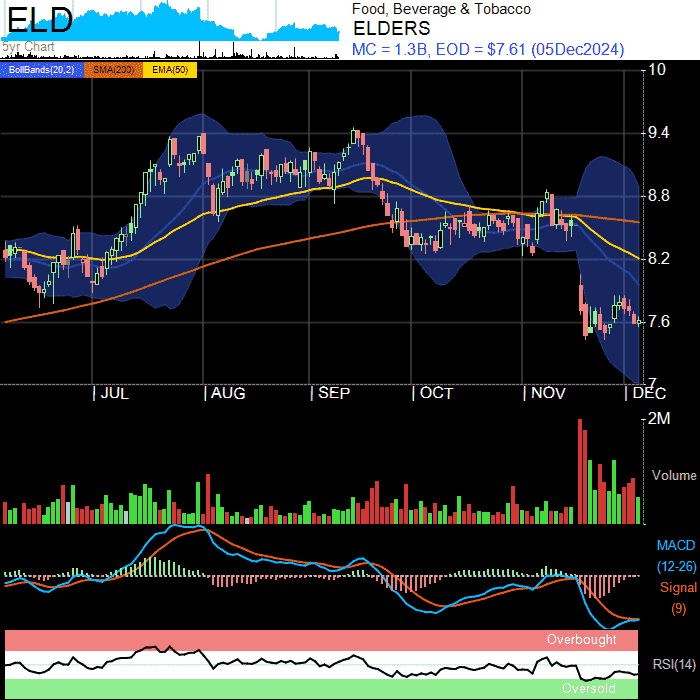 ELD
5yr Chart
Food, Beverage & Tobacco
ELDERS
MC = 1.3B, EOD = $7.61 (05Dec2024)
BollBands(20,2) SMA(200) EMA(50)
10
9.4
8.8
8.2
7.6
7
| JUL | AUG | SEP | OCT | NOV | DEC
2M
Volume
MACD
(12-26)
Signal
(9)
Overbought
RSI(14)
Oversold